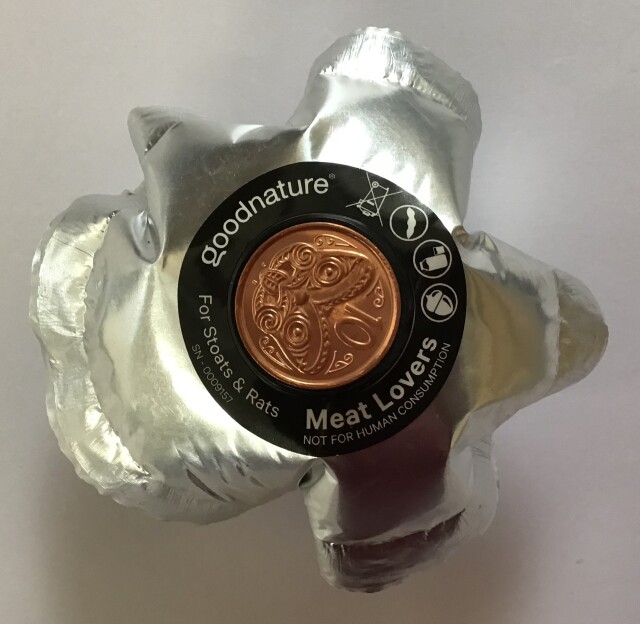 goodnature®
For Stoats & Rats
SN - 0009157
Meat Lovers
NOT FOR HUMAN CONSUMPTION
10